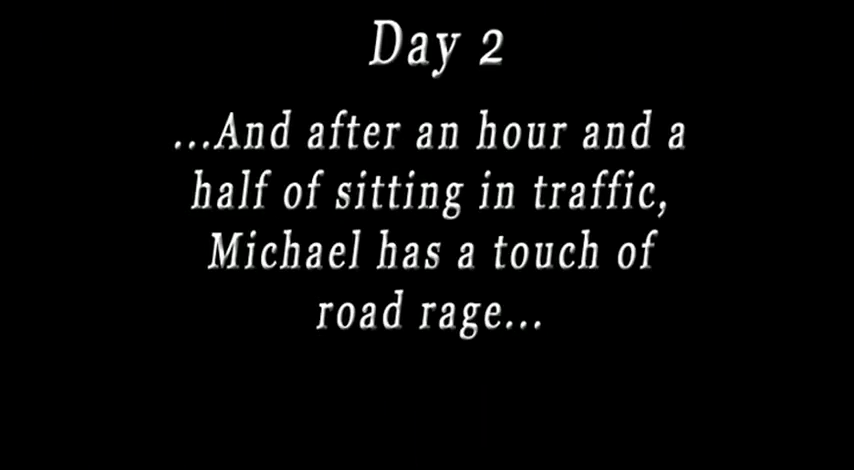 Day 2
...And after an hour and a
half of sitting in traffic,
Michael has a touch of
road rage...